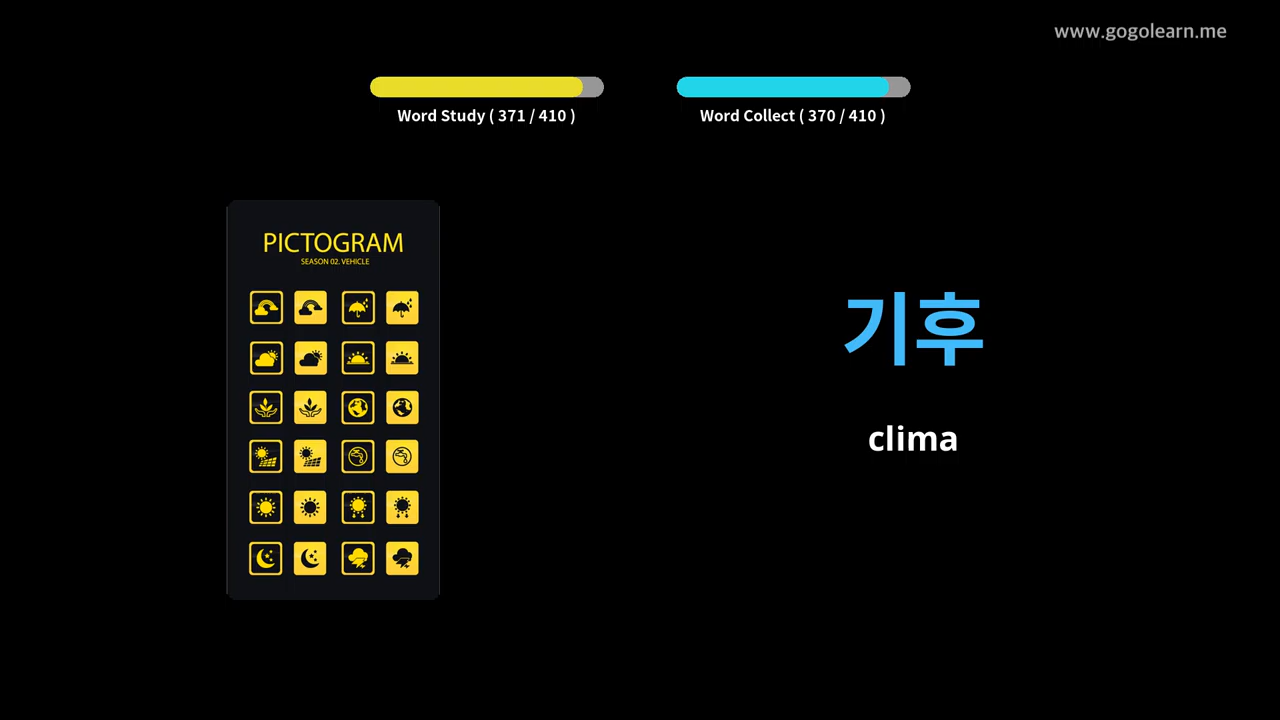 www.gogolearn.me
Word Study ( 371 / 410 )
Word Collect ( 370 / 410 )
PICTOGRAM
SEASON 02. VEHICLE
기후
clima